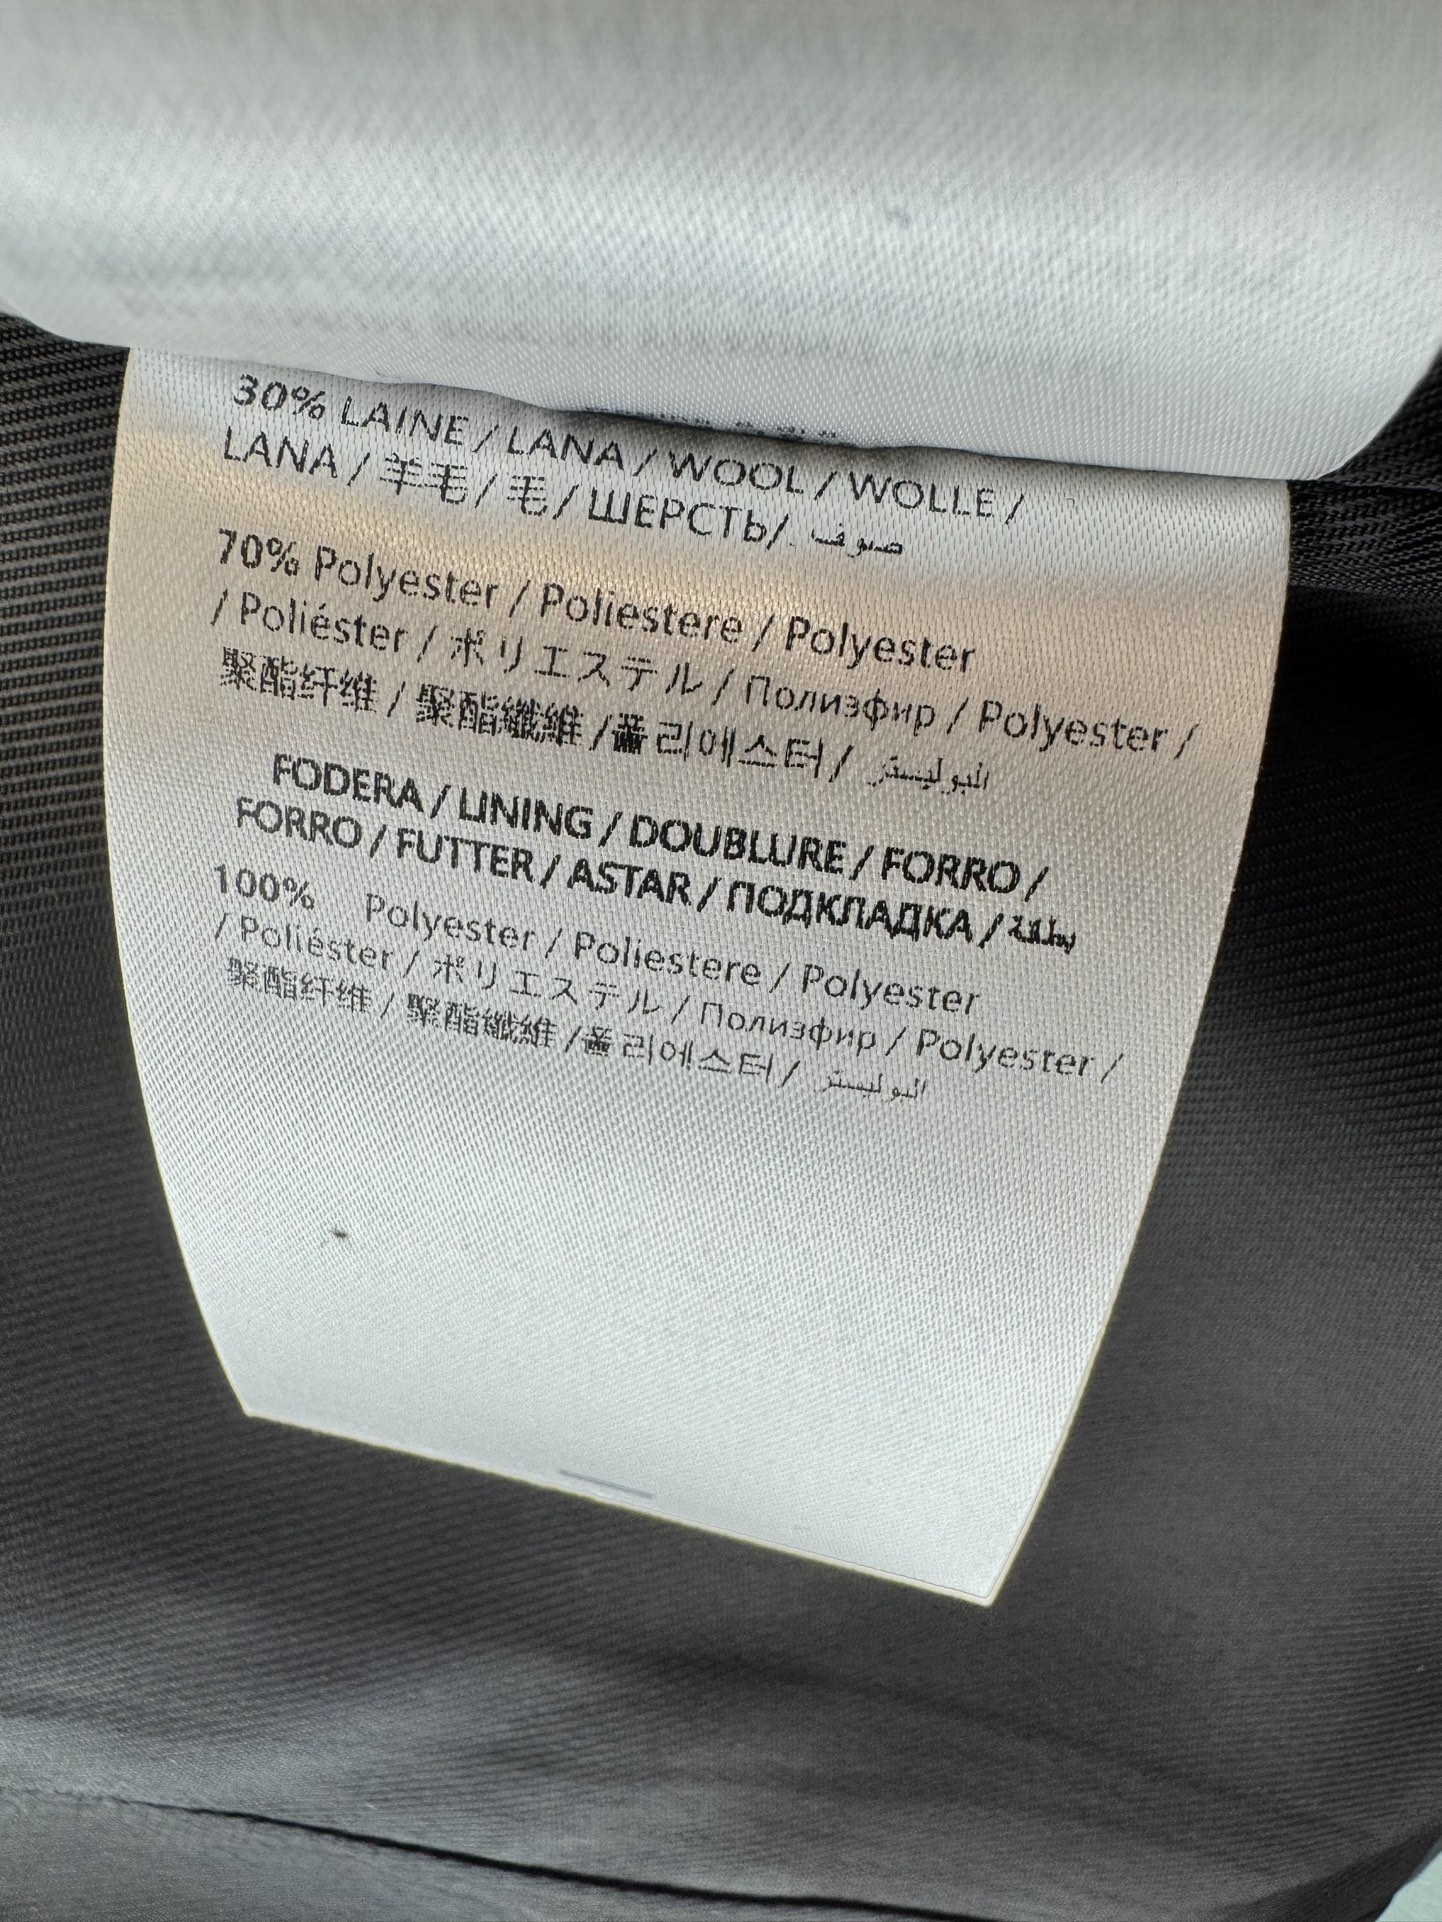 30% LAINE / LANA / WOOL / WOLLE /
LANA / 羊毛 / 毛 / ШЕРСТЬ/. صوف
70% Polyester / Poliestere / Polyester
/ Poliéster / ポリエステル / Полиэфир / Polyester /
聚酯纤维 / 聚酯纖維 /폴리에스터/ البوليستر
FODERA / LINING / DOUBLURE / FORRO /
FORRO / FUTTER / ASTAR / ПОДКЛАДКА /
100% Polyester / Poliestere / Polyester
/ Poliéster / ポリエステル / Полиэфир / Polyester /
聚酯纤维 / 聚酯纖維 /폴리에스터/ البوليستر